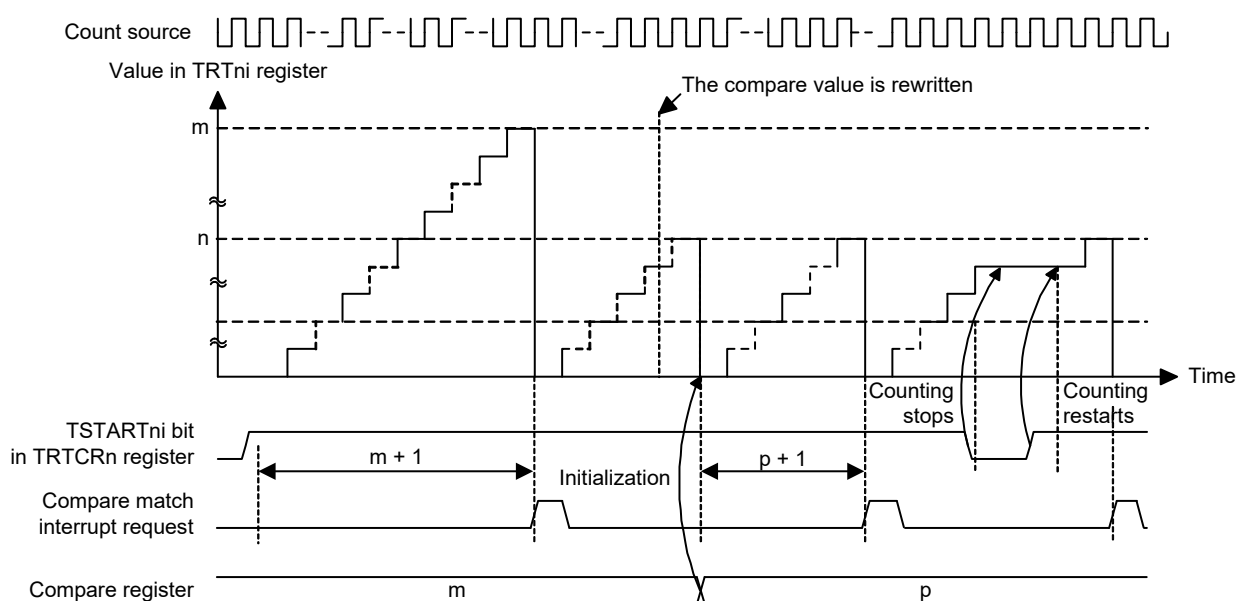 Count source
Value in TRTni register
The compare value is rewritten
m
n
Time
Counting
stops
Counting
restarts
TSTARTni bit
in TRTCRn register
m + 1
Initialization
p + 1
Compare match
interrupt request
Compare register
m
p